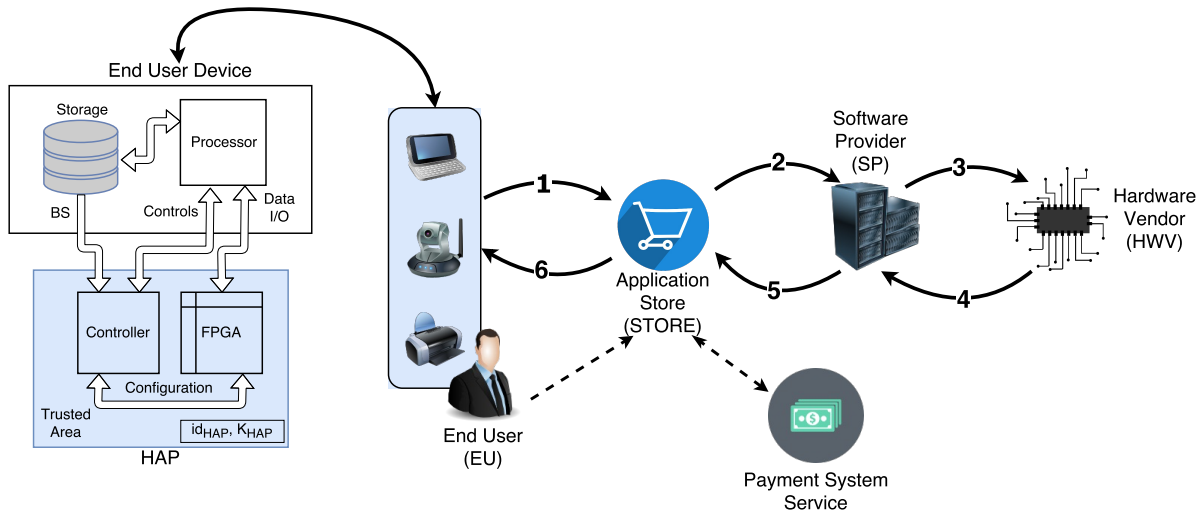 End User Device
Storage
Processor
BS
Controls
Data
I/O
Controller
FPGA
Configuration
Trusted
Area
idHAP, KHAP
HAP
End User
(EU)
1
6
Application
Store
(STORE)
2
5
Software
Provider
(SP)
3
4
Hardware
Vendor
(HWV)
Payment System
Service